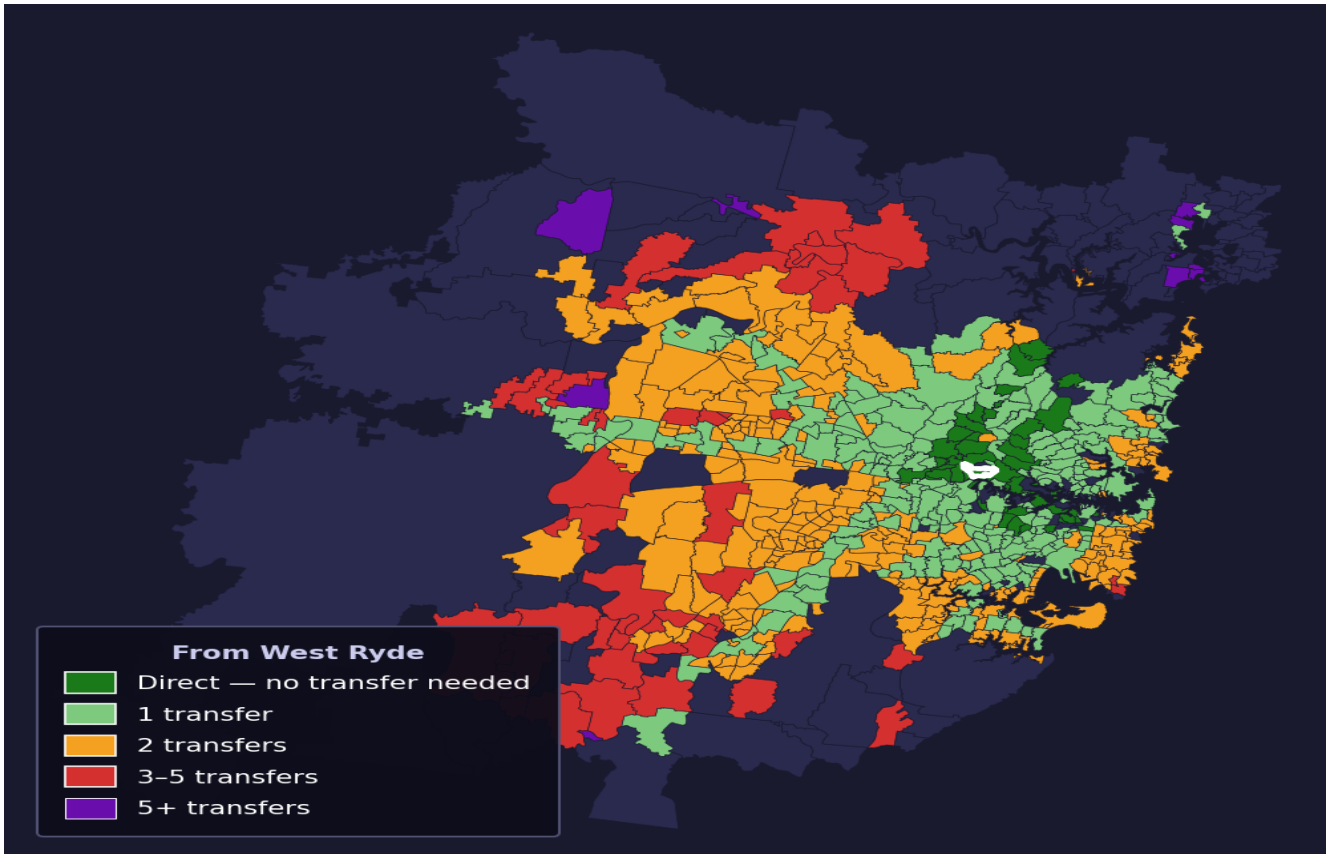 From West Ryde
Direct — no transfer needed
1 transfer
2 transfers
3–5 transfers
5+ transfers